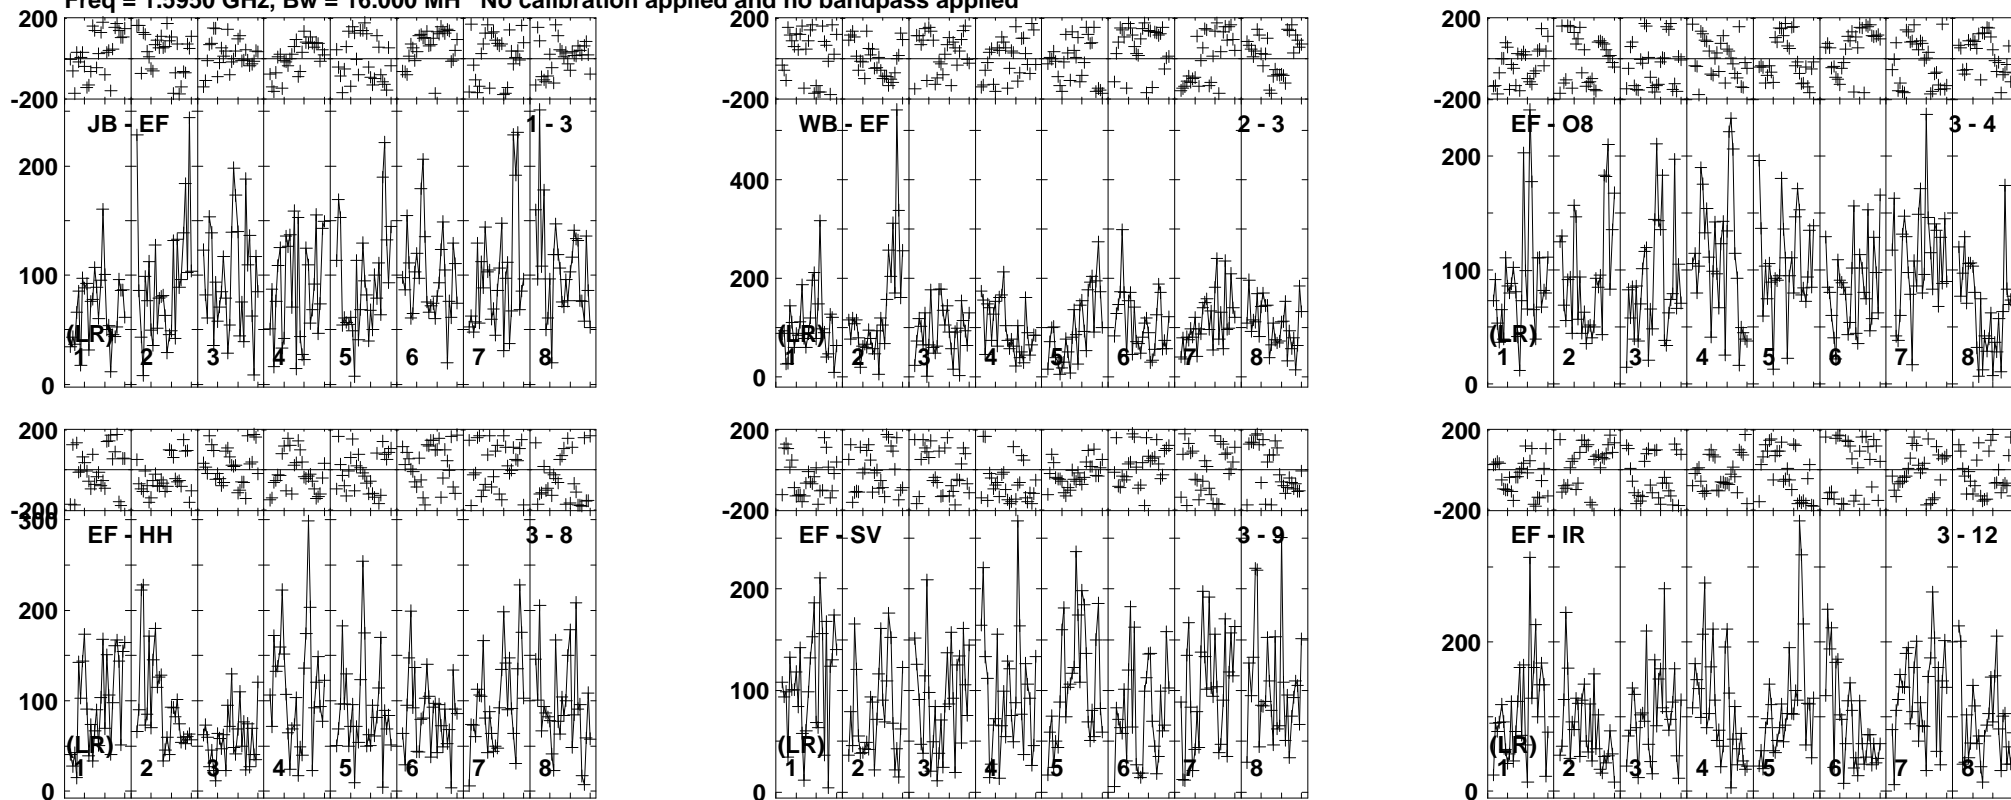 Freq = 1.5950 GHz, Bw = 16.000 MH No calibration applied and no bandpass applied
200
-200
JB - EF 1 - 3
200
100
0
(LR)
1 2 3 4 5 6 7 8
200
-200
WB - EF 2 - 3
400
200
0
(LR)
1 2 3 4 5 6 7 8
200
-200
EF - O8 3 - 4
200
100
0
(LR)
1 2 3 4 5 6 7 8
200
-200
300
EF - HH 3 - 8
200
100
0
(LR)
1 2 3 4 5 6 7 8
200
-200
EF - SV 3 - 9
200
100
0
(LR)
1 2 3 4 5 6 7 8
200
-200
EF - IR 3 - 12
200
0
(LR)
1 2 3 4 5 6 7 8